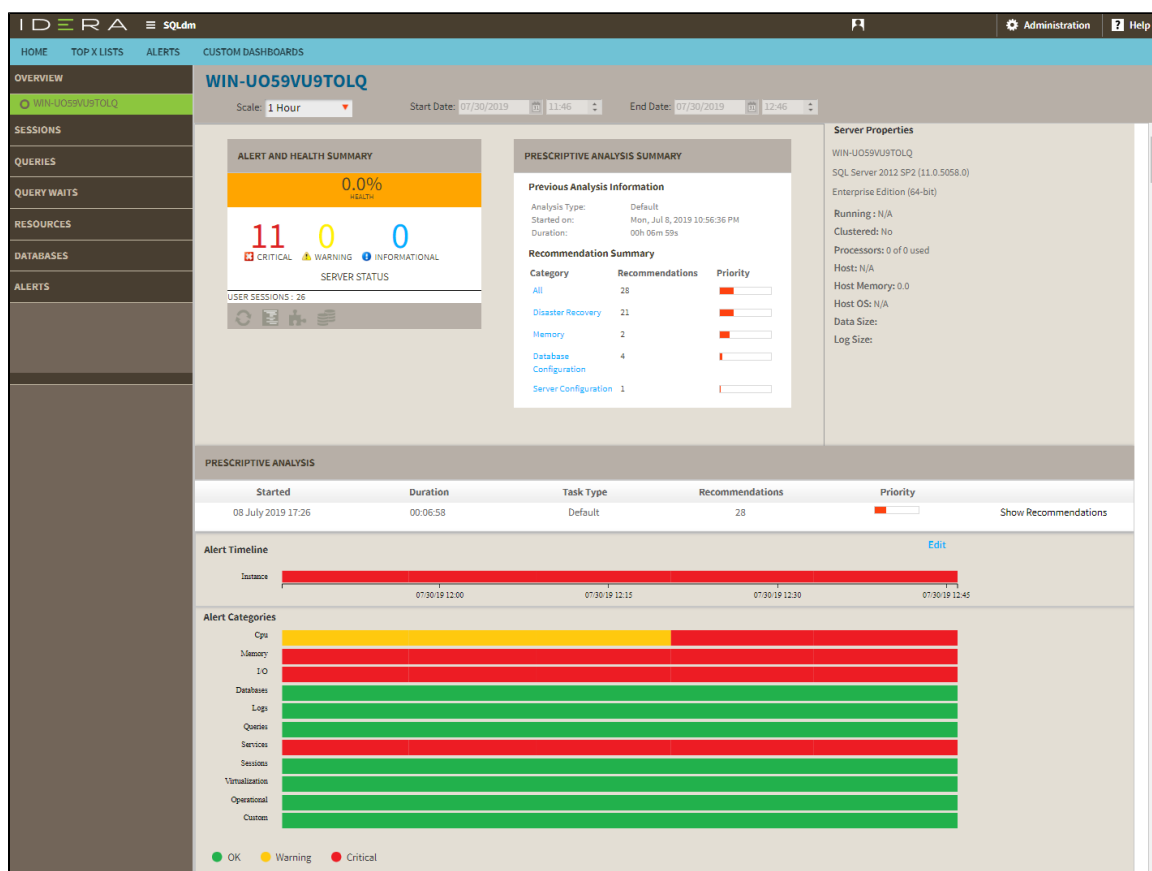 IDERA SQLdm Administration ? Help
HOME TOP X LISTS ALERTS CUSTOM DASHBOARDS
OVERVIEW
WIN-UO59VU9TOLQ
SESSIONS
QUERIES
QUERY WAITS
RESOURCES
DATABASES
ALERTS
WIN-UO59VU9TOLQ
Scale: 1 Hour Start Date: 07/30/2019 11:46 End Date: 07/30/2019 12:46
ALERT AND HEALTH SUMMARY
0.0%
HEALTH
11 0 0
CRITICAL WARNING INFORMATIONAL
SERVER STATUS
USER SESSIONS : 26
PRESCRIPTIVE ANALYSIS SUMMARY
Previous Analysis Information
Analysis Type: Default
Started on: Mon, Jul 8, 2019 10:56:36 PM
Duration: 00h 06m 59s
Recommendation Summary
Category Recommendations Priority
All 28
Disaster Recovery 21
Memory 2
Database Configuration 4
Server Configuration 1
Server Properties
WIN-UO59VU9TOLQ
SQL Server 2012 SP2 (11.0.5058.0)
Enterprise Edition (64-bit)
Running : N/A
Clustered: No
Processors: 0 of 0 used
Host: N/A
Host Memory: 0.0
Host OS: N/A
Data Size:
Log Size:
PRESCRIPTIVE ANALYSIS
Started Duration Task Type Recommendations Priority
08 July 2019 17:26 00:06:58 Default 28 Show Recommendations
Alert Timeline Edit
Instance
07/30/19 12:00 07/30/19 12:15 07/30/19 12:30 07/30/19 12:45
Alert Categories
Cpu
Memory
I/O
Databases
Logs
Queries
Services
Sessions
Virtualization
Operational
Custom
OK Warning Critical